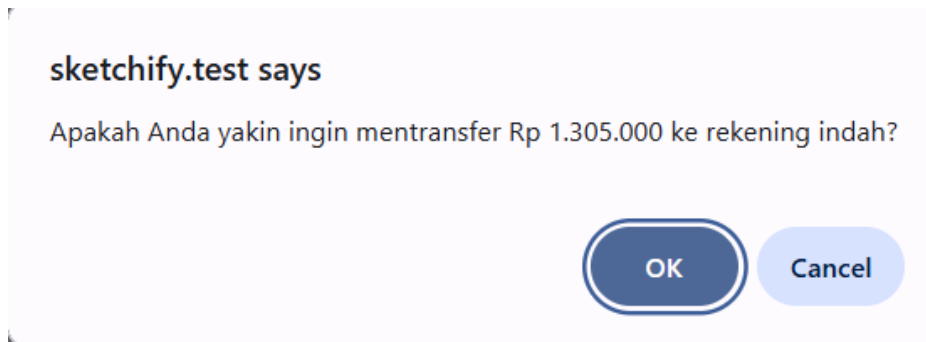 sketchify.test says
Apakah Anda yakin ingin mentransfer Rp 1.305.000 ke rekening indah?
OK
Cancel